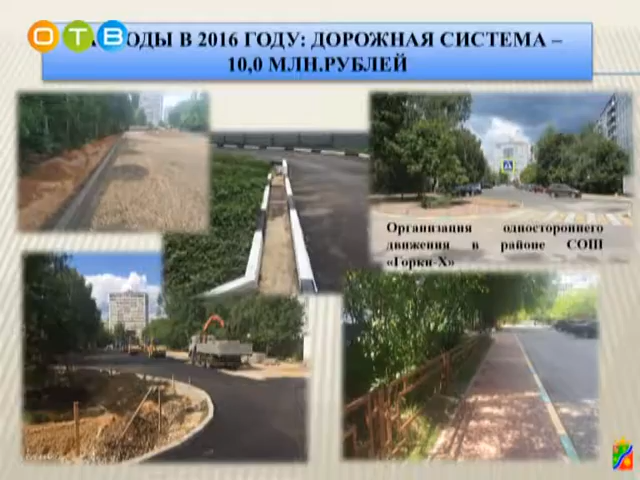 ОТВ
ОДЫ В 2016 ГОДУ: ДОРОЖНАЯ СИСТЕМА –
10,0 МЛН.РУБЛЕЙ
Организация одностороннего
движения в районе СОШ
«Горки-Х»